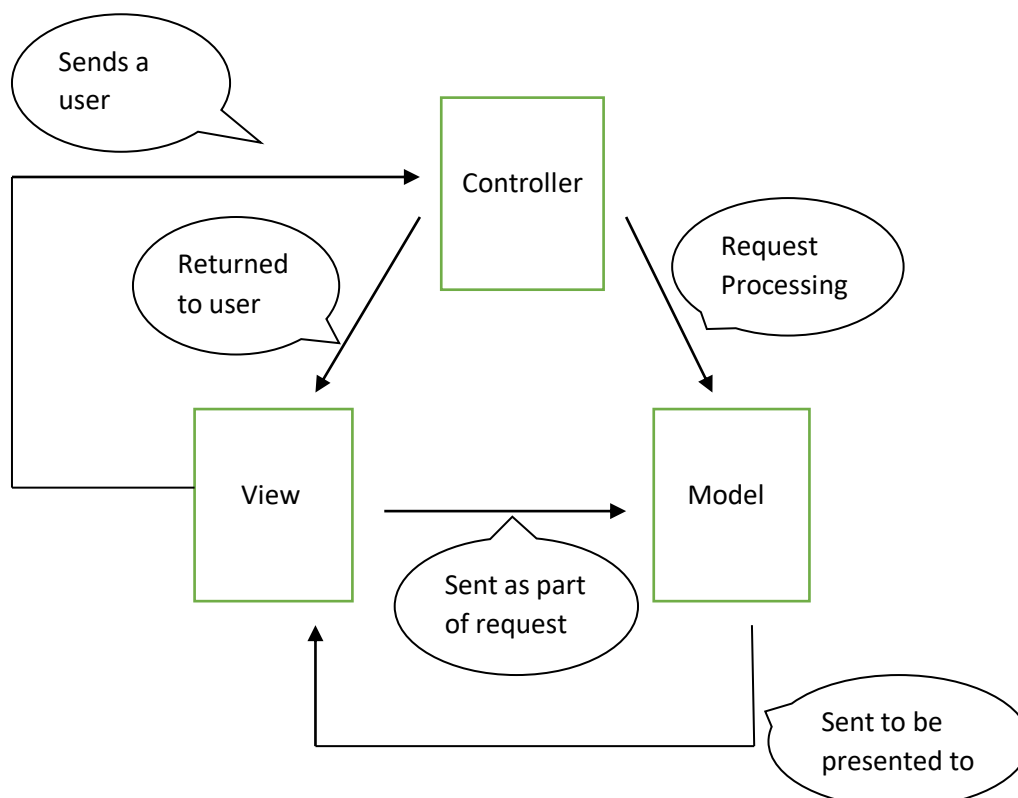 Sends a
user
Controller
Returned
to user
Request
Processing
View
Model
Sent as part
of request
Sent to be
presented to